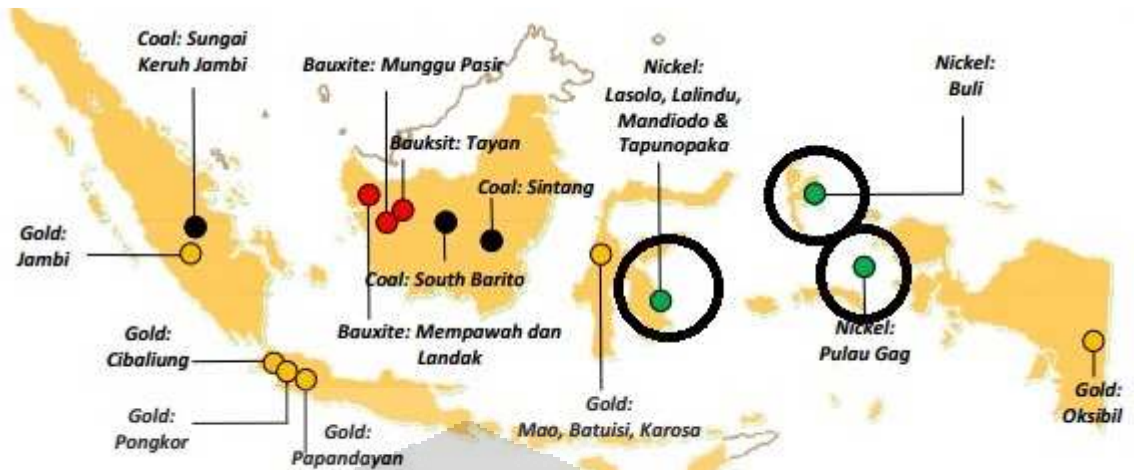 Coal: Sungai
Keruh Jambi
Bauxite: Munggu Pasir
Nickel:
Lasolo, Lalindu,
Mandiodo &
Tapunopaka
Nickel:
Buli
Bauksit: Tayan
Coal: Sintang
Gold:
Jambi
Coal: South Barito
Bauxite: Mempawah dan
Landak
Nickel:
Pulau Gag
Gold:
Cibaliung
Gold:
Pongkor
Gold:
Papandayan
Gold:
Mao, Batuisi, Karosa
Gold:
Oksibil